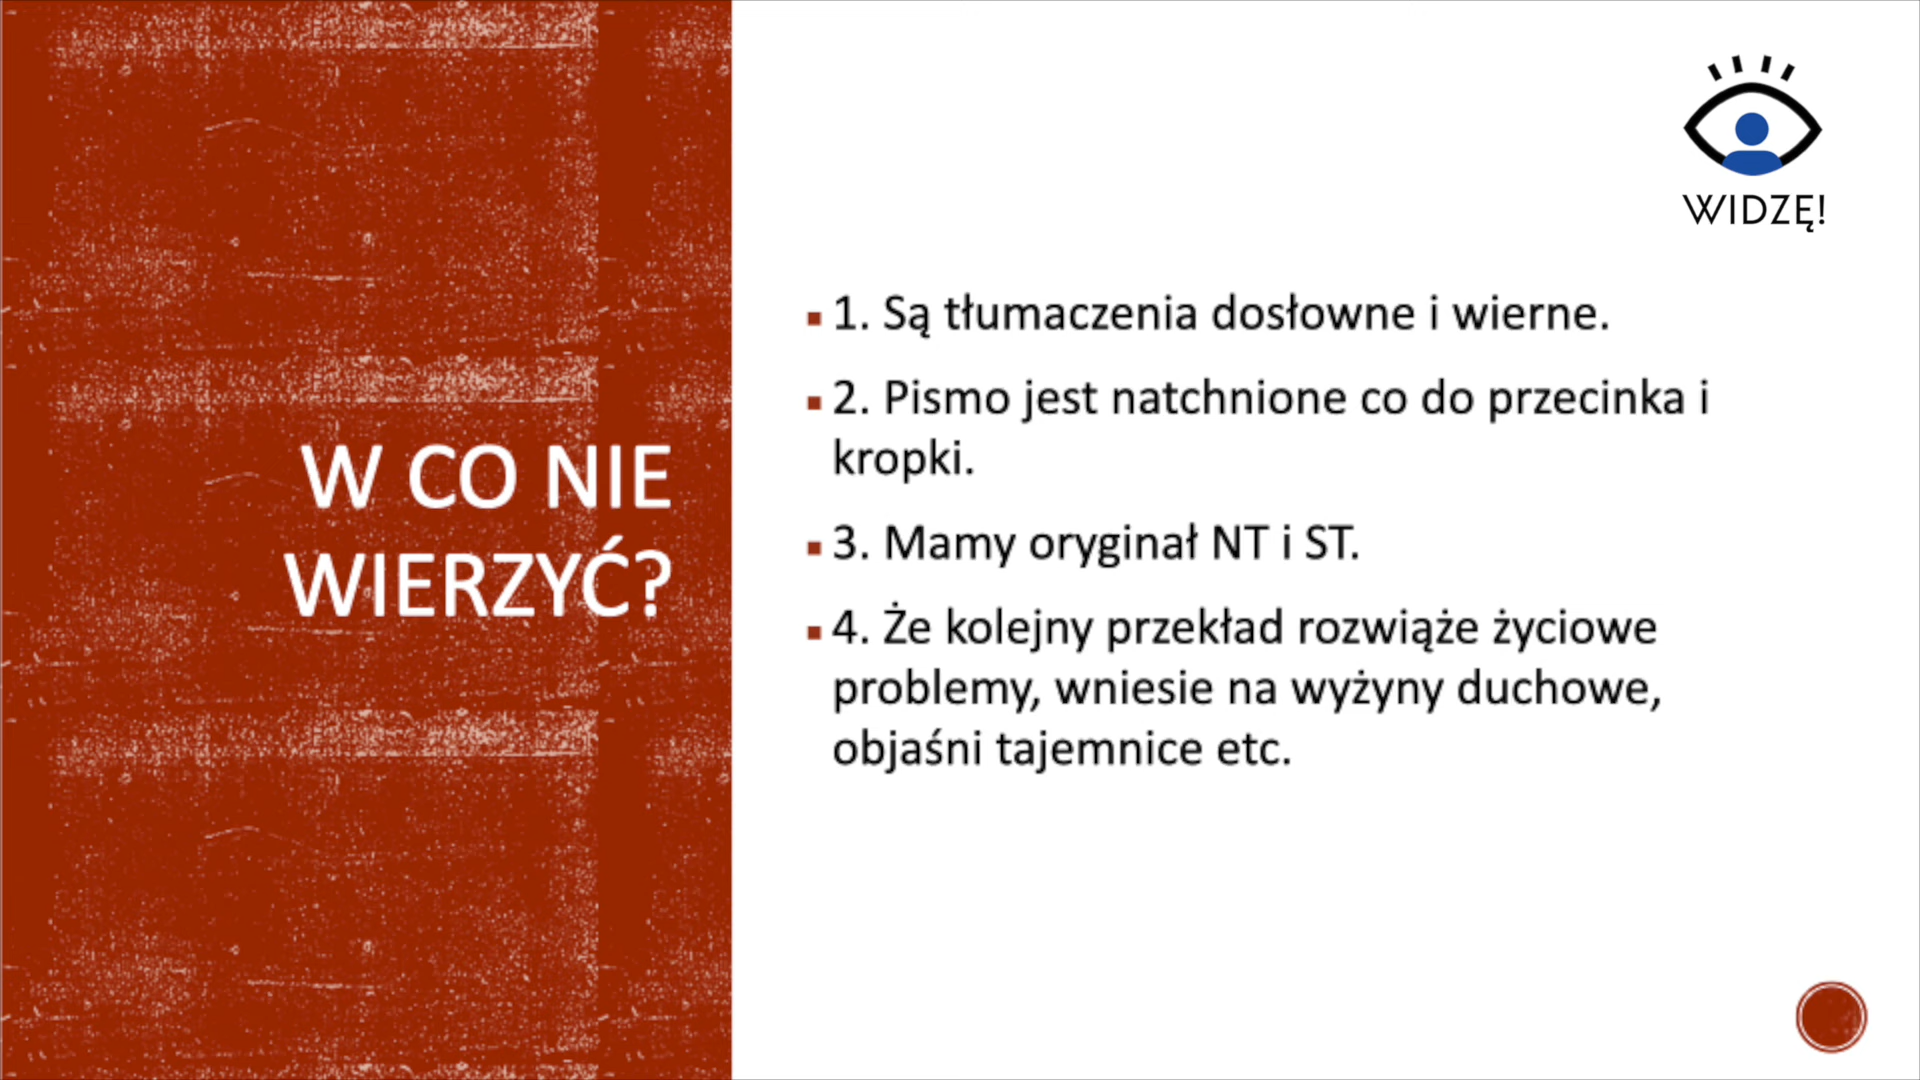 W CO NIE
WIERZYĆ?
WIDZĘ!
1. Są tłumaczenia dosłowne i wierne.
2. Pismo jest natchnione co do przecinka i
kropki.
3. Mamy oryginał NT i ST.
4. Że kolejny przekład rozwiąże życiowe
problemy, wniesie na wyżyny duchowe,
objaśni tajemnice etc.